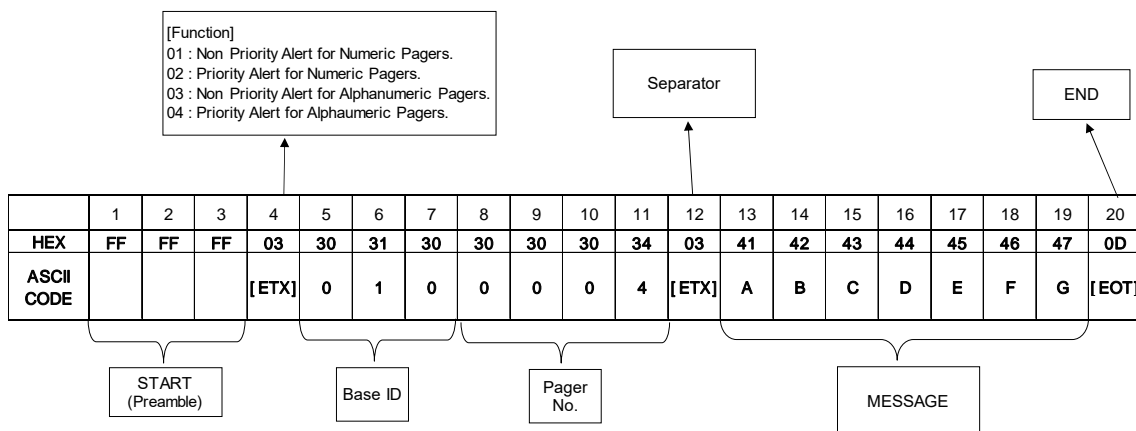 [Function]
01 : Non Priority Alert for Numeric Pagers.
02 : Priority Alert for Numeric Pagers.
03 : Non Priority Alert for Alphanumeric Pagers.
04 : Priority Alert for Alphaumeric Pagers.
Separator
END
1 2 3 4 5 6 7 8 9 10 11 12 13 14 15 16 17 18 19 20
HEX FF FF FF 03 30 31 30 30 30 30 34 03 41 42 43 44 45 46 47 0D
ASCII
CODE
[ETX] 0 1 0 0 0 0 4 [ETX] A B C D E F G [EOT]
START
(Preamble)
Base ID
Pager
No.
MESSAGE